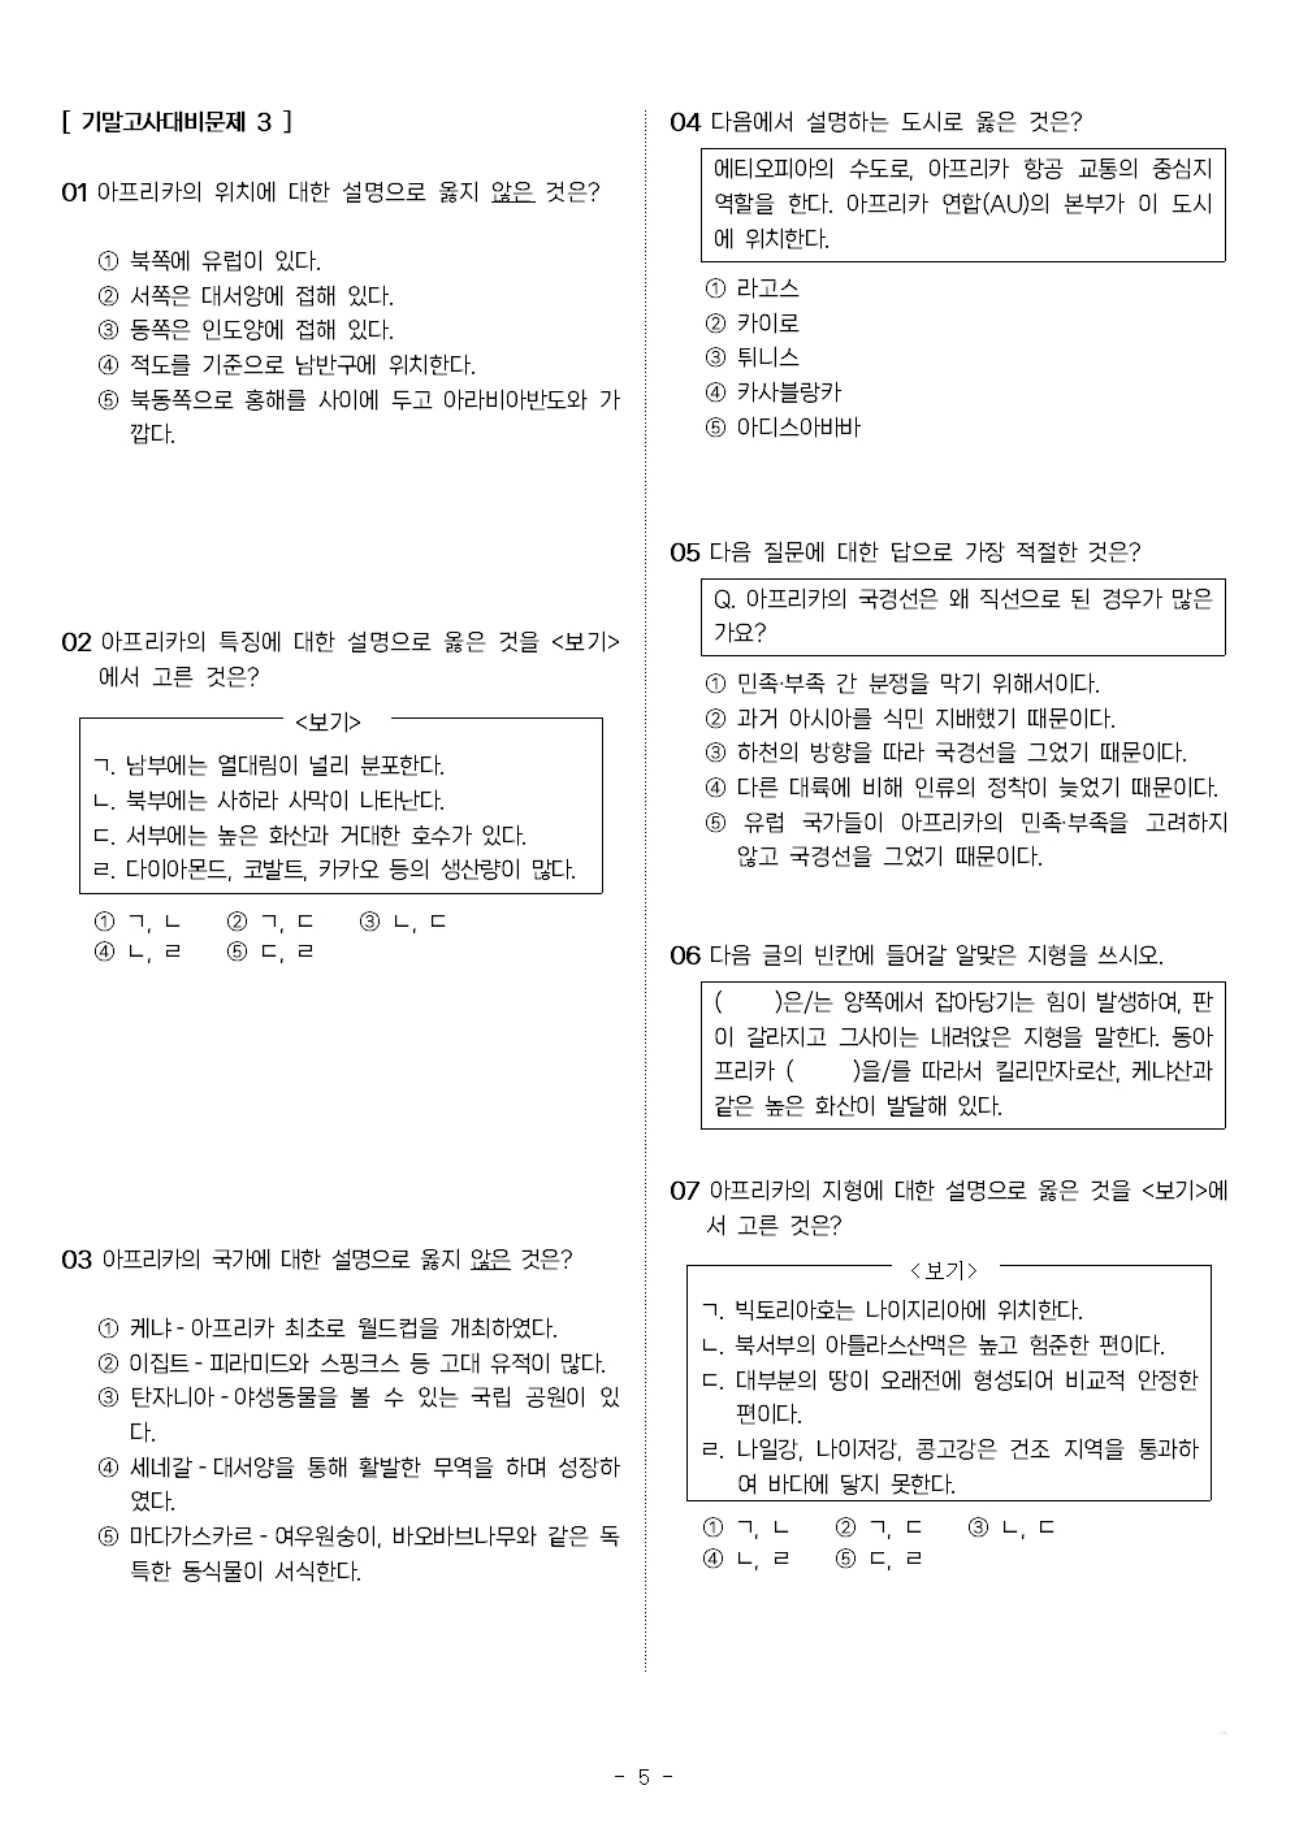 [ 기말고사대비문제 3 ]
01 아프리카의 위치에 대한 설명으로 옳지 않은 것은?
① 북쪽에 유럽이 있다.
② 서쪽은 대서양에 접해 있다.
③ 동쪽은 인도양에 접해 있다.
④ 적도를 기준으로 남반구에 위치한다.
⑤ 북동쪽으로 홍해를 사이에 두고 아라비아반도와 가
깝다.
02 아프리카의 특징에 대한 설명으로 옳은 것을 <보기>
에서 고른 것은?
<보기>
ㄱ. 남부에는 열대림이 널리 분포한다.
ㄴ. 북부에는 사하라 사막이 나타난다.
ㄷ. 서부에는 높은 화산과 거대한 호수가 있다.
ㄹ. 다이아몬드, 코발트, 카카오 등의 생산량이 많다.
① ㄱ, ㄴ ② ㄱ, ㄷ ③ ㄴ, ㄷ
④ ㄴ, ㄹ ⑤ ㄷ, ㄹ
03 아프리카의 국가에 대한 설명으로 옳지 않은 것은?
① 케냐 - 아프리카 최초로 월드컵을 개최하였다.
② 이집트 - 피라미드와 스핑크스 등 고대 유적이 많다.
③ 탄자니아 - 야생동물을 볼 수 있는 국립 공원이 있
다.
④ 세네갈 - 대서양을 통해 활발한 무역을 하며 성장하
였다.
⑤ 마다가스카르 - 여우원숭이, 바오바브나무와 같은 독
특한 동식물이 서식한다.
04 다음에서 설명하는 도시로 옳은 것은?
에티오피아의 수도로, 아프리카 항공 교통의 중심지
역할을 한다. 아프리카 연합(AU)의 본부가 이 도시
에 위치한다.
① 라고스
② 카이로
③ 튀니스
④ 카사블랑카
⑤ 아디스아바바
05 다음 질문에 대한 답으로 가장 적절한 것은?
Q. 아프리카의 국경선은 왜 직선으로 된 경우가 많은
가요?
① 민족·부족 간 분쟁을 막기 위해서이다.
② 과거 아시아를 식민 지배했기 때문이다.
③ 하천의 방향을 따라 국경선을 그었기 때문이다.
④ 다른 대륙에 비해 인류의 정착이 늦었기 때문이다.
⑤ 유럽 국가들이 아프리카의 민족·부족을 고려하지
않고 국경선을 그었기 때문이다.
06 다음 글의 빈칸에 들어갈 알맞은 지형을 쓰시오.
( )은/는 양쪽에서 잡아당기는 힘이 발생하여, 판
이 갈라지고 그사이는 내려앉은 지형을 말한다. 동아
프리카 ( )을/를 따라서 킬리만자로산, 케냐산과
같은 높은 화산이 발달해 있다.
07 아프리카의 지형에 대한 설명으로 옳은 것을 <보기>에
서 고른 것은?
<보기>
ㄱ. 빅토리아호는 나이지리아에 위치한다.
ㄴ. 북서부의 아틀라스산맥은 높고 험준한 편이다.
ㄷ. 대부분의 땅이 오래전에 형성되어 비교적 안정한
편이다.
ㄹ. 나일강, 나이저강, 콩고강은 건조 지역을 통과하
여 바다에 닿지 못한다.
① ㄱ, ㄴ ② ㄱ, ㄷ ③ ㄴ, ㄷ
④ ㄴ, ㄹ ⑤ ㄷ, ㄹ
- 5 -